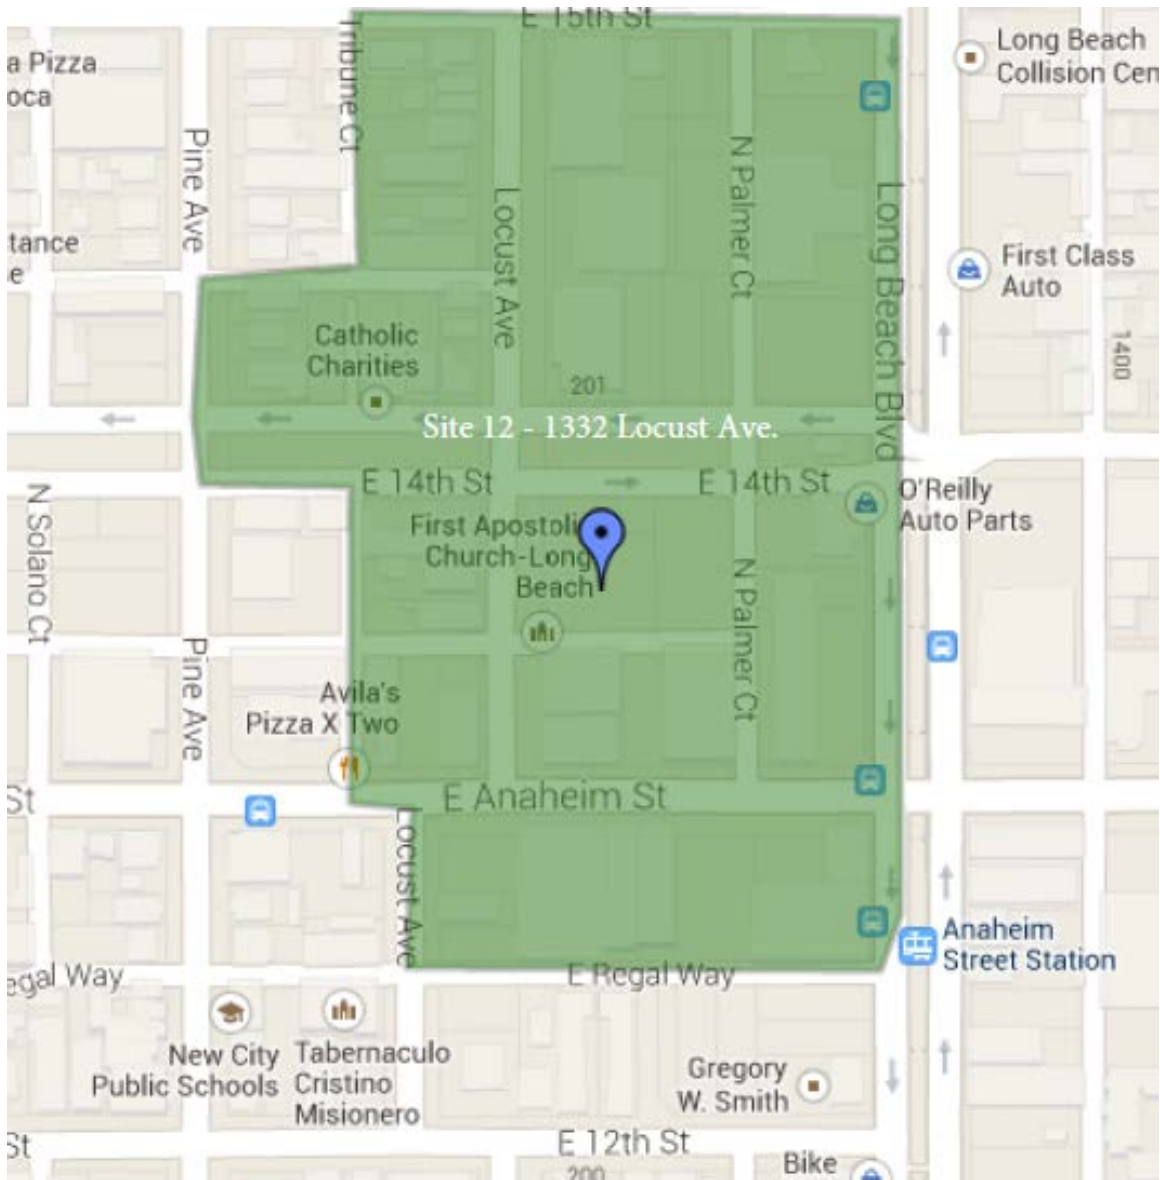 E 15th St
Long Beach
Collision Cen
a Pizza
oca
Tribune Ct
Pine Ave
N Palmer Ct
Locust Ave
Long Beach Blvd
tance
e
First Class
Auto
Catholic
Charities
1400
201
Site 12 - 1332 Locust Ave.
E 14th St
E 14th St
O'Reilly
Auto Parts
N Solano Ct
First Apostoli
Church-Long
Beach
N Palmer Ct
Pine Ave
Avila's
Pizza X Two
St
E Anaheim St
Locust Ave
Anaheim
Street Station
egal Way
E Regal Way
New City
Public Schools
Tabernaculo
Cristino
Misionero
Gregory
W. Smith
St
E 12th St
200
Bike